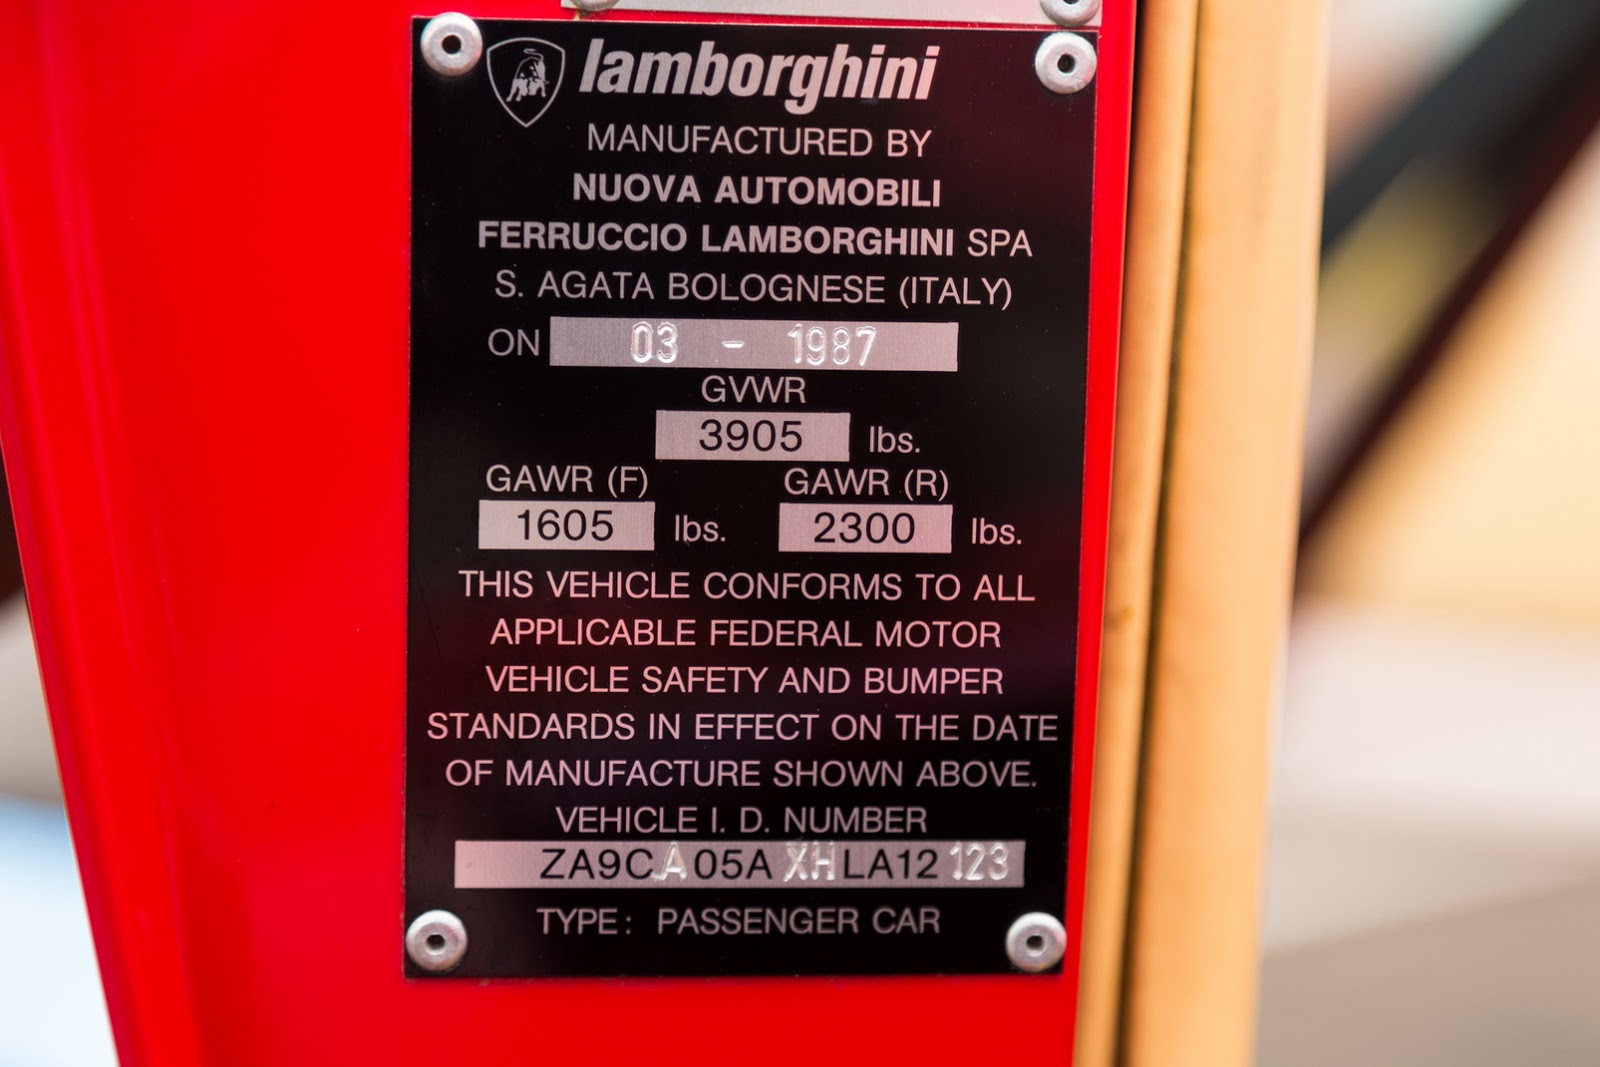 lamborghini
MANUFACTURED BY
NUOVA AUTOMOBILI
FERRUCCIO LAMBORGHINI SPA
S. AGATA BOLOGNESE (ITALY)
ON 03 - 1987
GVWR
3905 lbs.
GAWR (F) GAWR (R)
1605 lbs. 2300 lbs.
THIS VEHICLE CONFORMS TO ALL
APPLICABLE FEDERAL MOTOR
VEHICLE SAFETY AND BUMPER
STANDARDS IN EFFECT ON THE DATE
OF MANUFACTURE SHOWN ABOVE.
VEHICLE I. D. NUMBER
ZA9CA05AXHLA12123
TYPE: PASSENGER CAR